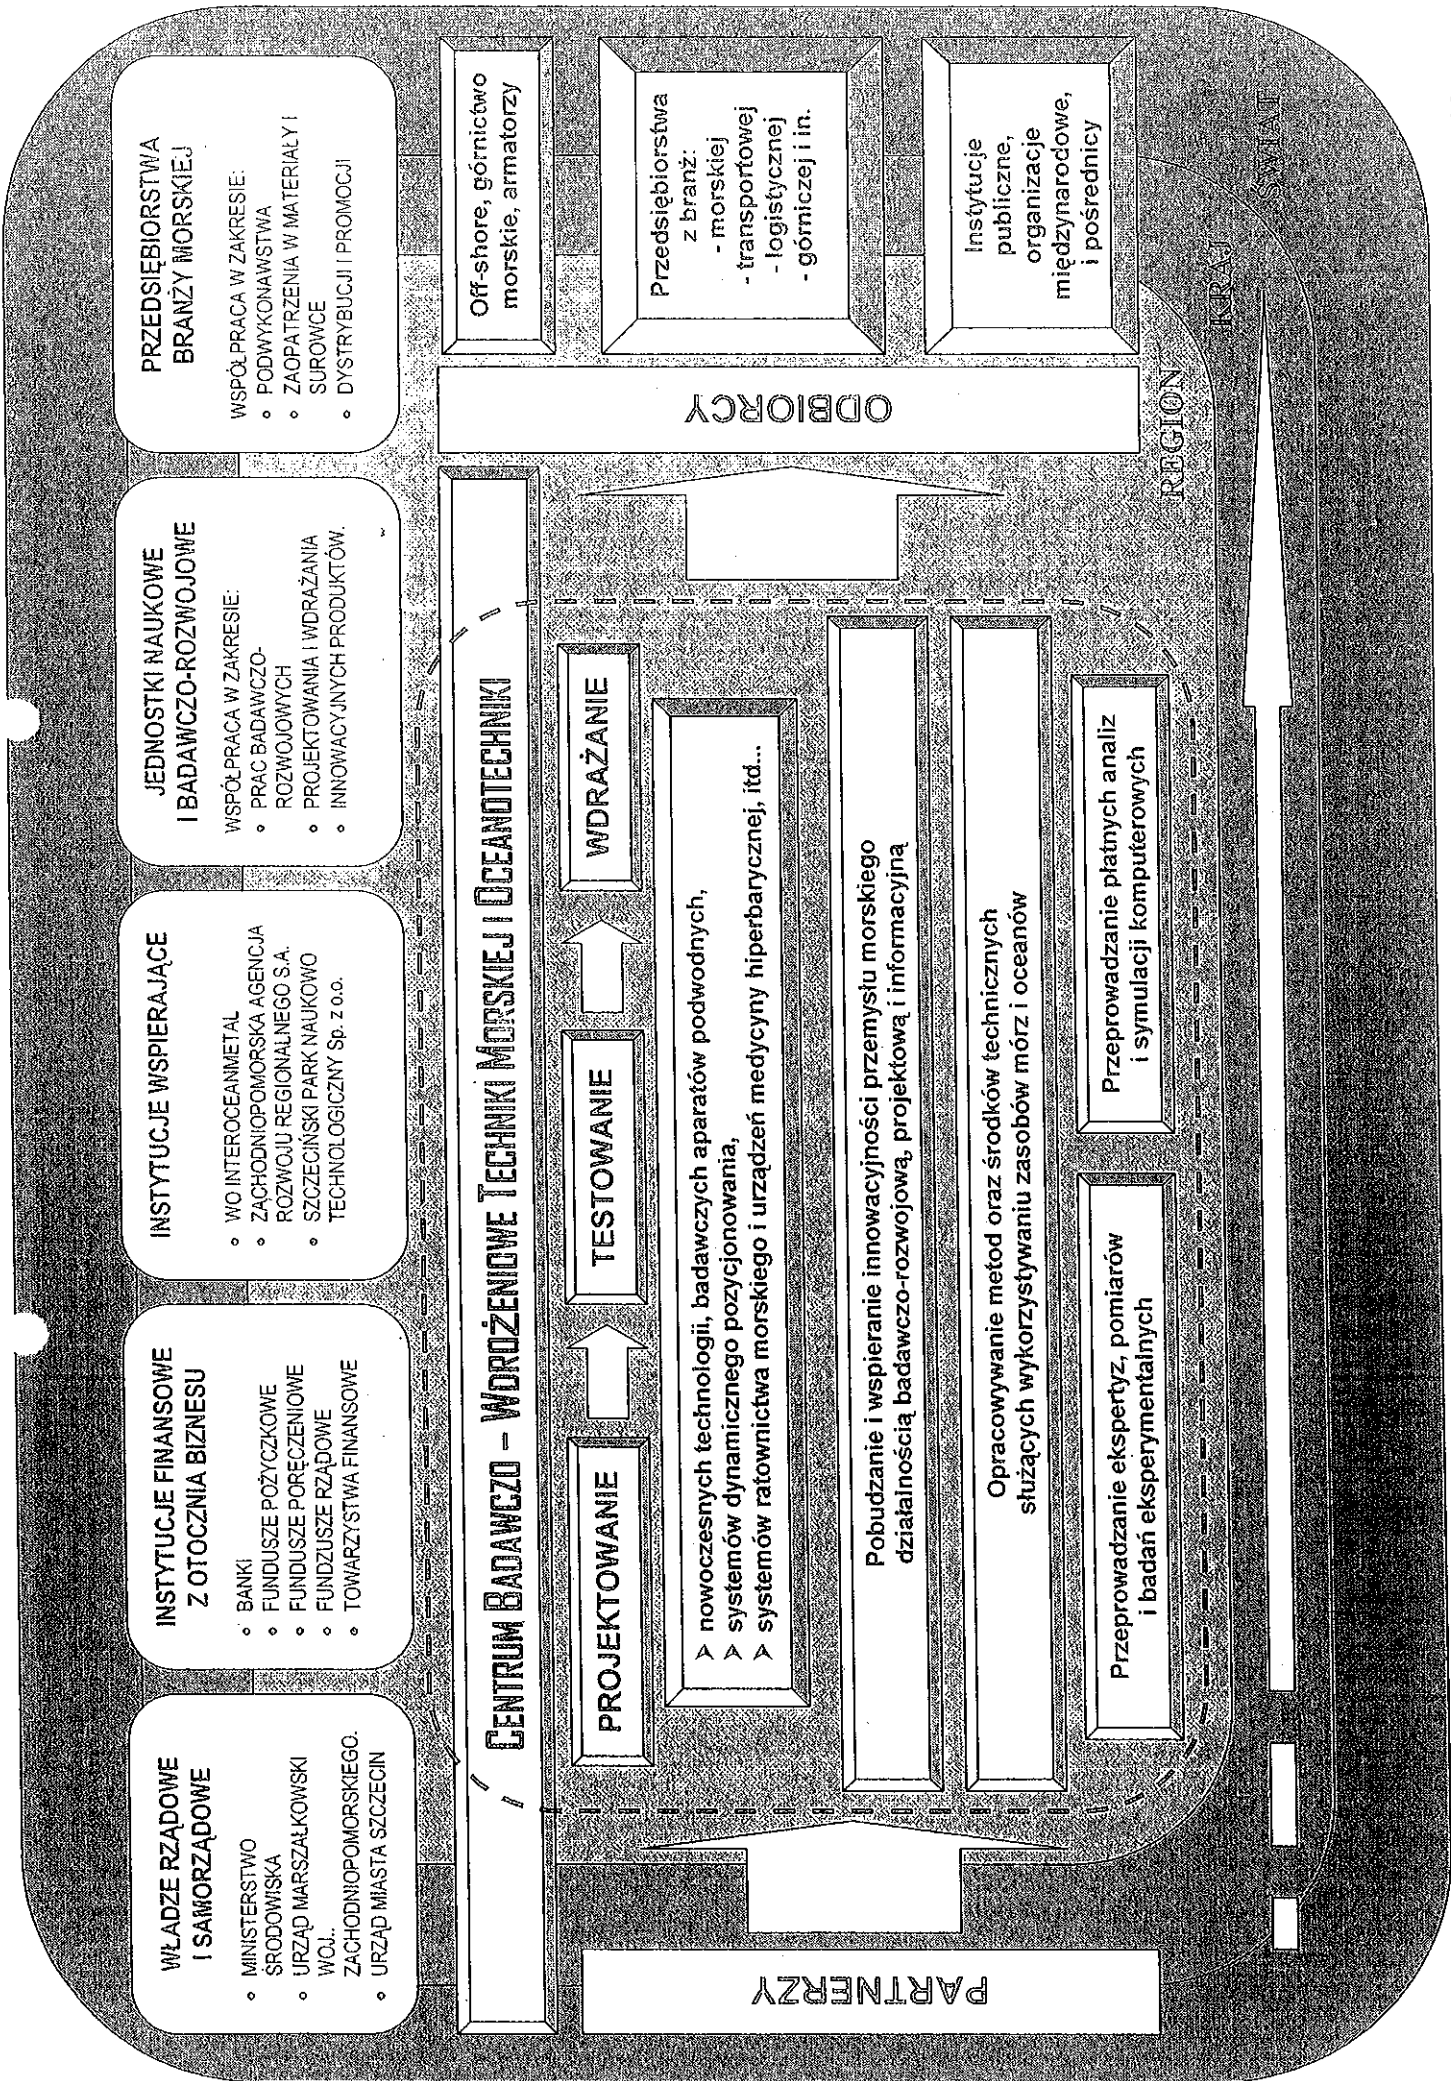 WŁADZE RZĄDOWE
I SAMORZĄDOWE
◦ MINISTERSTWO
ŚRODOWISKA
◦ URZĄD MARSZAŁKOWSKI
WOJ..
ZACHODNIOPOMORSKIEGO.
◦ URZĄD MIASTA SZCZECIN
INSTYTUCJE FINANSOWE
Z OTOCZNIA BIZNESU
◦ BANKI
◦ FUNDUSZE POŻYCZKOWE
◦ FUNDUSZE PORĘCZENIOWE
◦ FUNDZUSZE RZĄDOWE
◦ TOWARZYSTWA FINANSOWE
INSTYTUCJE WSPIERAJĄCE
◦ WO INTEROCEANMETAL
◦ ZACHODNIOPOMORSKA AGENCJA
ROZWOJU REGIONALNEGO S.A.
◦ SZCZECIŃSKI PARK NAUKOWO
TECHNOLOGICZNY Sp. z o.o.
JEDNOSTKI NAUKOWE
I BADAWCZO-ROZWOJOWE
WSPÓŁPRACA W ZAKRESIE:
◦ PRAC BADAWCZO-
ROZWOJOWYCH
◦ PROJEKTOWANIA I WDRAŻANIA
◦ INNOWACYJNYCH PRODUKTÓW.
PRZEDSIĘBIORSTWA
BRANŻY MORSKIEJ
WSPÓŁPRACA W ZAKRESIE:
◦ PODWYKONAWSTWA
◦ ZAOPATRZENIA W MATERIAŁY I
SUROWCE
◦ DYSTRYBUCJI I PROMOCJI
CENTRUM BADAWCZO – WDROŻENIOWE TECHNIKI MORSKIEJ I OCEANOTECHNIKI
PARTNERZY
PROJEKTOWANIE
TESTOWANIE
WDRAŻANIE
➢ nowoczesnych technologii, badawczych aparatów podwodnych,
➢ systemów dynamicznego pozycjonowania,
➢ systemów ratownictwa morskiego i urządzeń medycyny hiperbarycznej, itd...
Pobudzanie i wspieranie innowacyjności przemysłu morskiego
działalnością badawczo-rozwojową, projektową i informacyjną
Opracowywanie metod oraz środków technicznych
służących wykorzystywaniu zasobów mórz i oceanów
Przeprowadzanie ekspertyz, pomiarów
i badań eksperymentalnych
Przeprowadzanie płatnych analiz
i symulacji komputerowych
ODBIORCY
Off-shore, górnictwo
morskie, armatorzy
Przedsiębiorstwa
z branż:
- morskiej
- transportowej
- logistycznej
- górniczej i in.
Instytucje
publiczne,
organizacje
międzynarodowe,
i pośrednicy
REGION
KRAJ
ŚWIAT